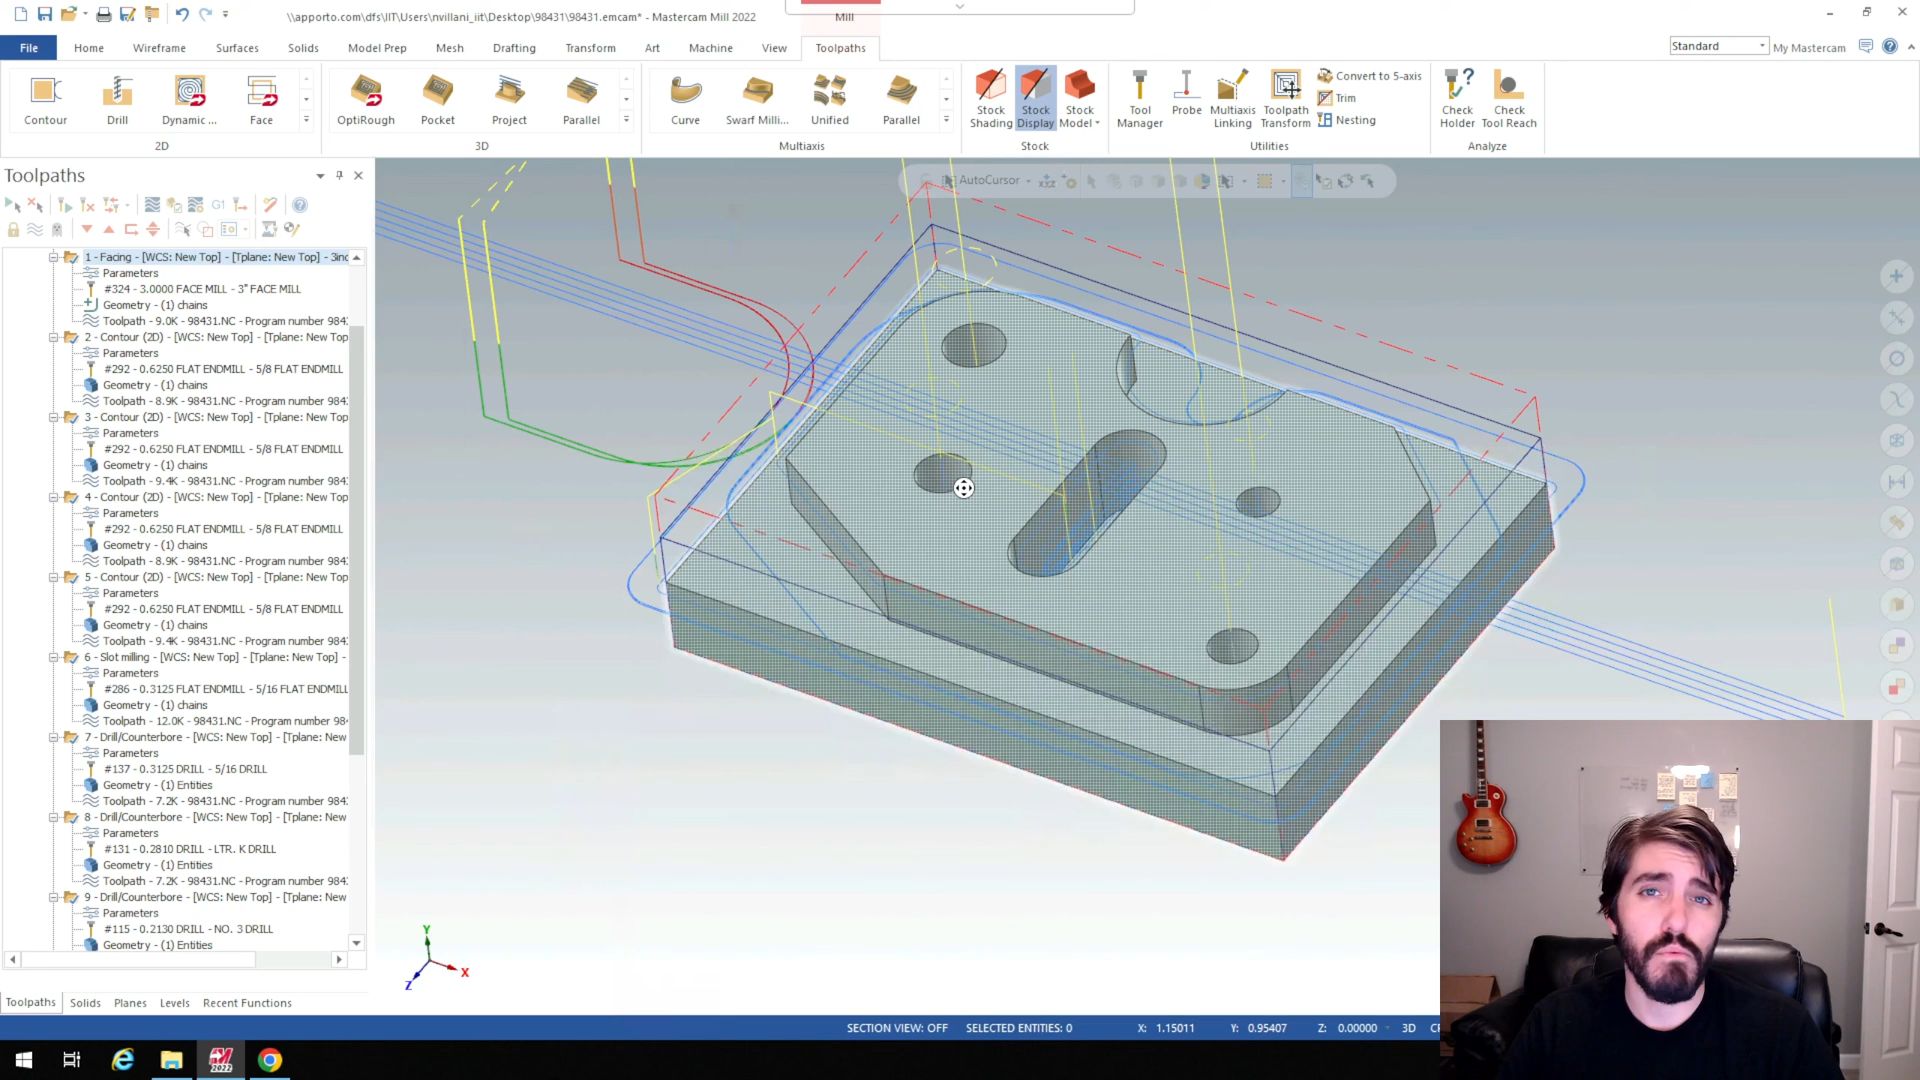 \\apporto.com\dfs\IIT\Users\nvillani_iit\Desktop\98431\98431.emcam* - Mastercam Mill 2022
Mill
File Home Wireframe Surfaces Solids Model Prep Mesh Drafting Transform Art Machine View Toolpaths
Standard My Mastercam
Contour Drill Dynamic ... Face OptiRough Pocket Project Parallel Curve Swarf Milli... Unified Parallel
Stock Shading Stock Display Stock Model Tool Manager Probe Multiaxis Linking Toolpath Transform
Convert to 5-axis
Trim
Nesting
Check Holder Check Tool Reach
2D 3D Multiaxis Stock Utilities Analyze
Toolpaths
AutoCursor
G1
1 - Facing - [WCS: New Top] - [Tplane: New Top] - 3inc
Parameters
#324 - 3.0000 FACE MILL - 3" FACE MILL
Geometry - (1) chains
Toolpath - 9.0K - 98431.NC - Program number 984
2 - Contour (2D) - [WCS: New Top] - [Tplane: New Top
Parameters
#292 - 0.6250 FLAT ENDMILL - 5/8 FLAT ENDMILL
Geometry - (1) chains
Toolpath - 8.9K - 98431.NC - Program number 984
3 - Contour (2D) - [WCS: New Top] - [Tplane: New Top
Parameters
#292 - 0.6250 FLAT ENDMILL - 5/8 FLAT ENDMILL
Geometry - (1) chains
Toolpath - 9.4K - 98431.NC - Program number 984
4 - Contour (2D) - [WCS: New Top] - [Tplane: New Top
Parameters
#292 - 0.6250 FLAT ENDMILL - 5/8 FLAT ENDMILL
Geometry - (1) chains
Toolpath - 8.9K - 98431.NC - Program number 984
5 - Contour (2D) - [WCS: New Top] - [Tplane: New Top
Parameters
#292 - 0.6250 FLAT ENDMILL - 5/8 FLAT ENDMILL
Geometry - (1) chains
Toolpath - 9.4K - 98431.NC - Program number 984
6 - Slot milling - [WCS: New Top] - [Tplane: New Top] -
Parameters
#286 - 0.3125 FLAT ENDMILL - 5/16 FLAT ENDMILL
Geometry - (1) chains
Toolpath - 12.0K - 98431.NC - Program number 98
7 - Drill/Counterbore - [WCS: New Top] - [Tplane: New
Parameters
#137 - 0.3125 DRILL - 5/16 DRILL
Geometry - (1) Entities
Toolpath - 7.2K - 98431.NC - Program number 984
8 - Drill/Counterbore - [WCS: New Top] - [Tplane: New
Parameters
#131 - 0.2810 DRILL - LTR. K DRILL
Geometry - (1) Entities
Toolpath - 7.2K - 98431.NC - Program number 984
9 - Drill/Counterbore - [WCS: New Top] - [Tplane: New
Parameters
#115 - 0.2130 DRILL - NO. 3 DRILL
Geometry - (1) Entities
Y
X
Z
Toolpaths Solids Planes Levels Recent Functions
SECTION VIEW: OFF SELECTED ENTITIES: 0 X: 1.15011 Y: 0.95407 Z: 0.00000 3D
2022